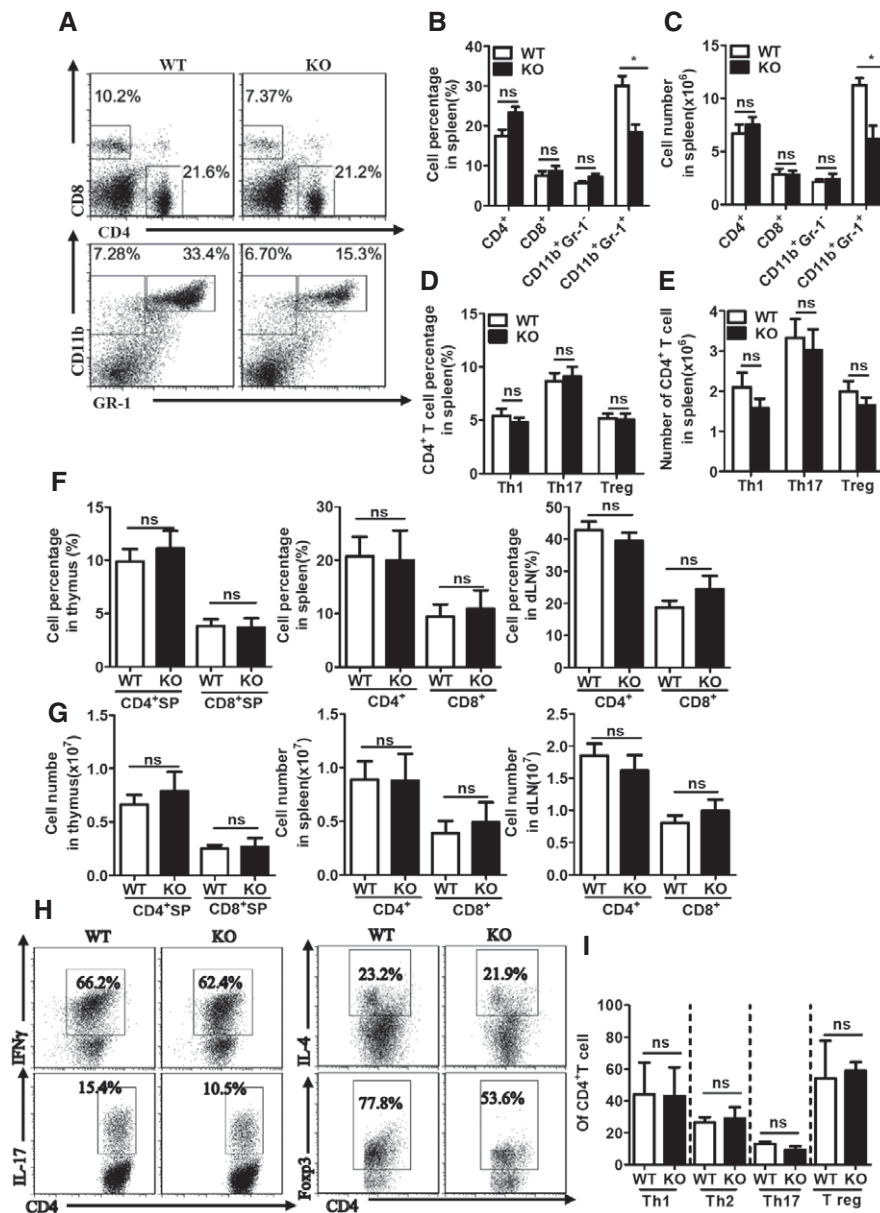 A
WT KO
10.2% 7.37%
21.6% 21.2%
CD8
CD4
7.28% 33.4% 6.70% 15.3%
CD11b
GR-1
B
Cell percentage
in spleen(%)
40
30
20
10
0
WT
KO
ns ns ns *
CD4+ CD8+ CD11b+Gr-1- CD11b+Gr-1+
C
Cell number
in spleen(x106)
15
10
5
0
WT
KO
ns ns ns *
CD4+ CD8+ CD11b+Gr-1- CD11b+Gr-1+
D
CD4+ T cell percentage
in spleen(%)
15
10
5
0
WT
KO
ns ns ns
Th1 Th17 Treg
E
Number of CD4+ T cell
in spleen(x106)
4
3
2
1
0
WT
KO
ns ns ns
Th1 Th17 Treg
F
Cell percentage
in thymus (%)
15
10
5
0
ns ns
WT KO WT KO
CD4+SP CD8+SP
Cell percentage
in spleen(%)
30
20
10
0
ns ns
WT KO WT KO
CD4+ CD8+
Cell percentage
in dLN(%)
50
40
30
20
10
0
ns ns
WT KO WT KO
CD4+ CD8+
G
Cell numbe
in thymus(x107)
1.5
1.0
0.5
0.0
ns ns
WT KO WT KO
CD4+SP CD8+SP
Cell number
in spleen(x107)
1.5
1.0
0.5
0.0
ns ns
WT KO WT KO
CD4+ CD8+
Cell number
in dLN(107)
2.5
2.0
1.5
1.0
0.5
0.0
ns ns
WT KO WT KO
CD4+ CD8+
H
WT KO
66.2% 62.4%
IFNγ
15.4% 10.5%
IL-17
CD4
WT KO
23.2% 21.9%
IL-4
77.8% 53.6%
Foxp3
CD4
I
Of CD4+T cell
100
80
60
40
20
0
ns ns ns ns
WT KO WT KO WT KO WT KO
Th1 Th2 Th17 T reg